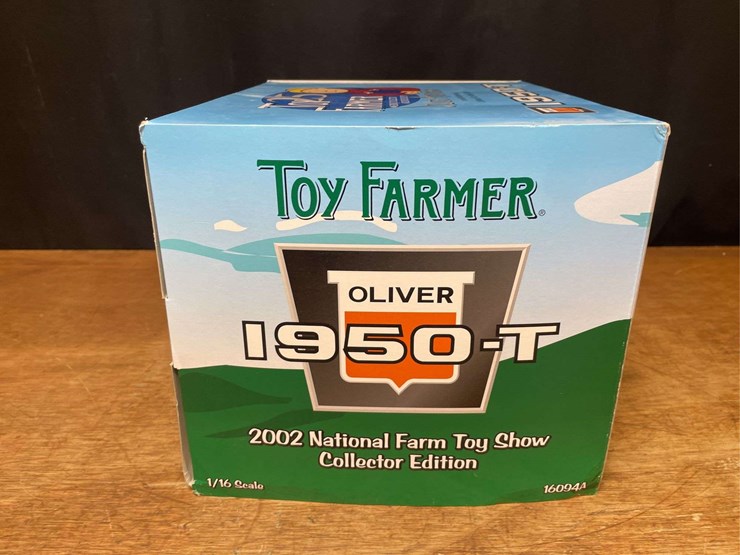 TOY FARMER®
OLIVER
1950-T
2002 National Farm Toy Show
Collector Edition
1/16 Scale
16094A